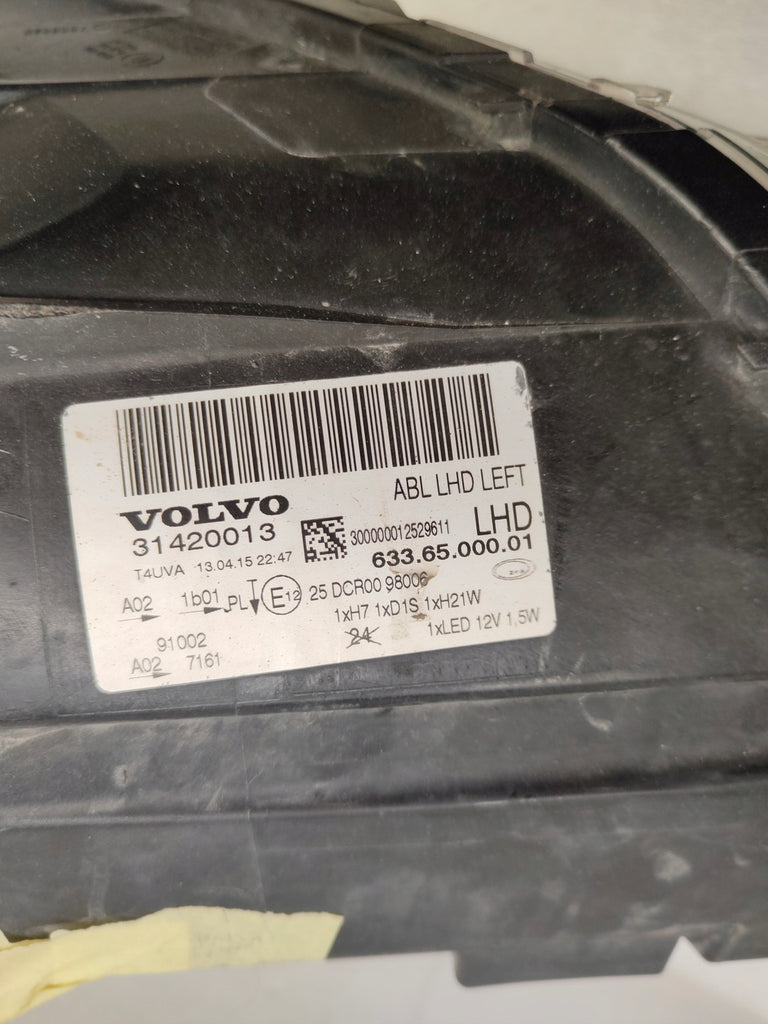 ABL LHD LEFT
VOLVO
31420013
300000012529611
LHD
T4UVA 13.04.15 22:47
633.65.000.01
A02 1b01 PL E12 25 DCR00 98006
1xH7 1xD1S 1xH21W
91002
24
1xLED 12V 1,5W
A02 7161